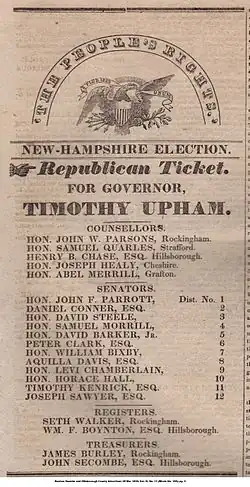 "THE PEOPLE'S RIGHTS."
NEW-HAMPSHIRE ELECTION.
Republican Ticket.
FOR GOVERNOR,
TIMOTHY UPHAM.
COUNSELLORS.
HON. JOHN W. PARSONS, Rockingham.
HON. SAMUEL QUARLES, Strafford.
HENRY B. CHASE, ESQ. Hillsborough.
HON. JOSEPH HEALY, Cheshire.
HON. ABEL MERRILL, Grafton.
SENATORS.
HON. JOHN F. PARROTT, Dist. No. 1
DANIEL CONNER, ESQ. 2
HON. DAVID STEELE, 3
HON. SAMUEL MORRILL, 4
HON. DAVID BARKER, Jr. 5
PETER CLARK, ESQ. 6
HON. WILLIAM BIXBY, 7
AQUILLA DAVIS, ESQ. 8
HON. LEVI CHAMBERLAIN, 9
HON. HORACE HALL, 10
TIMOTHY KENRICK, ESQ. 11
JOSEPH SAWYER, ESQ. 12
REGISTERS.
SETH WALKER, Rockingham.
WM. F. BOYNTON, ESQ. Hillsborough.
TREASURERS.
JAMES BURLEY, Rockingham.
JOHN SECOMBE, ESQ. Hillsborough.